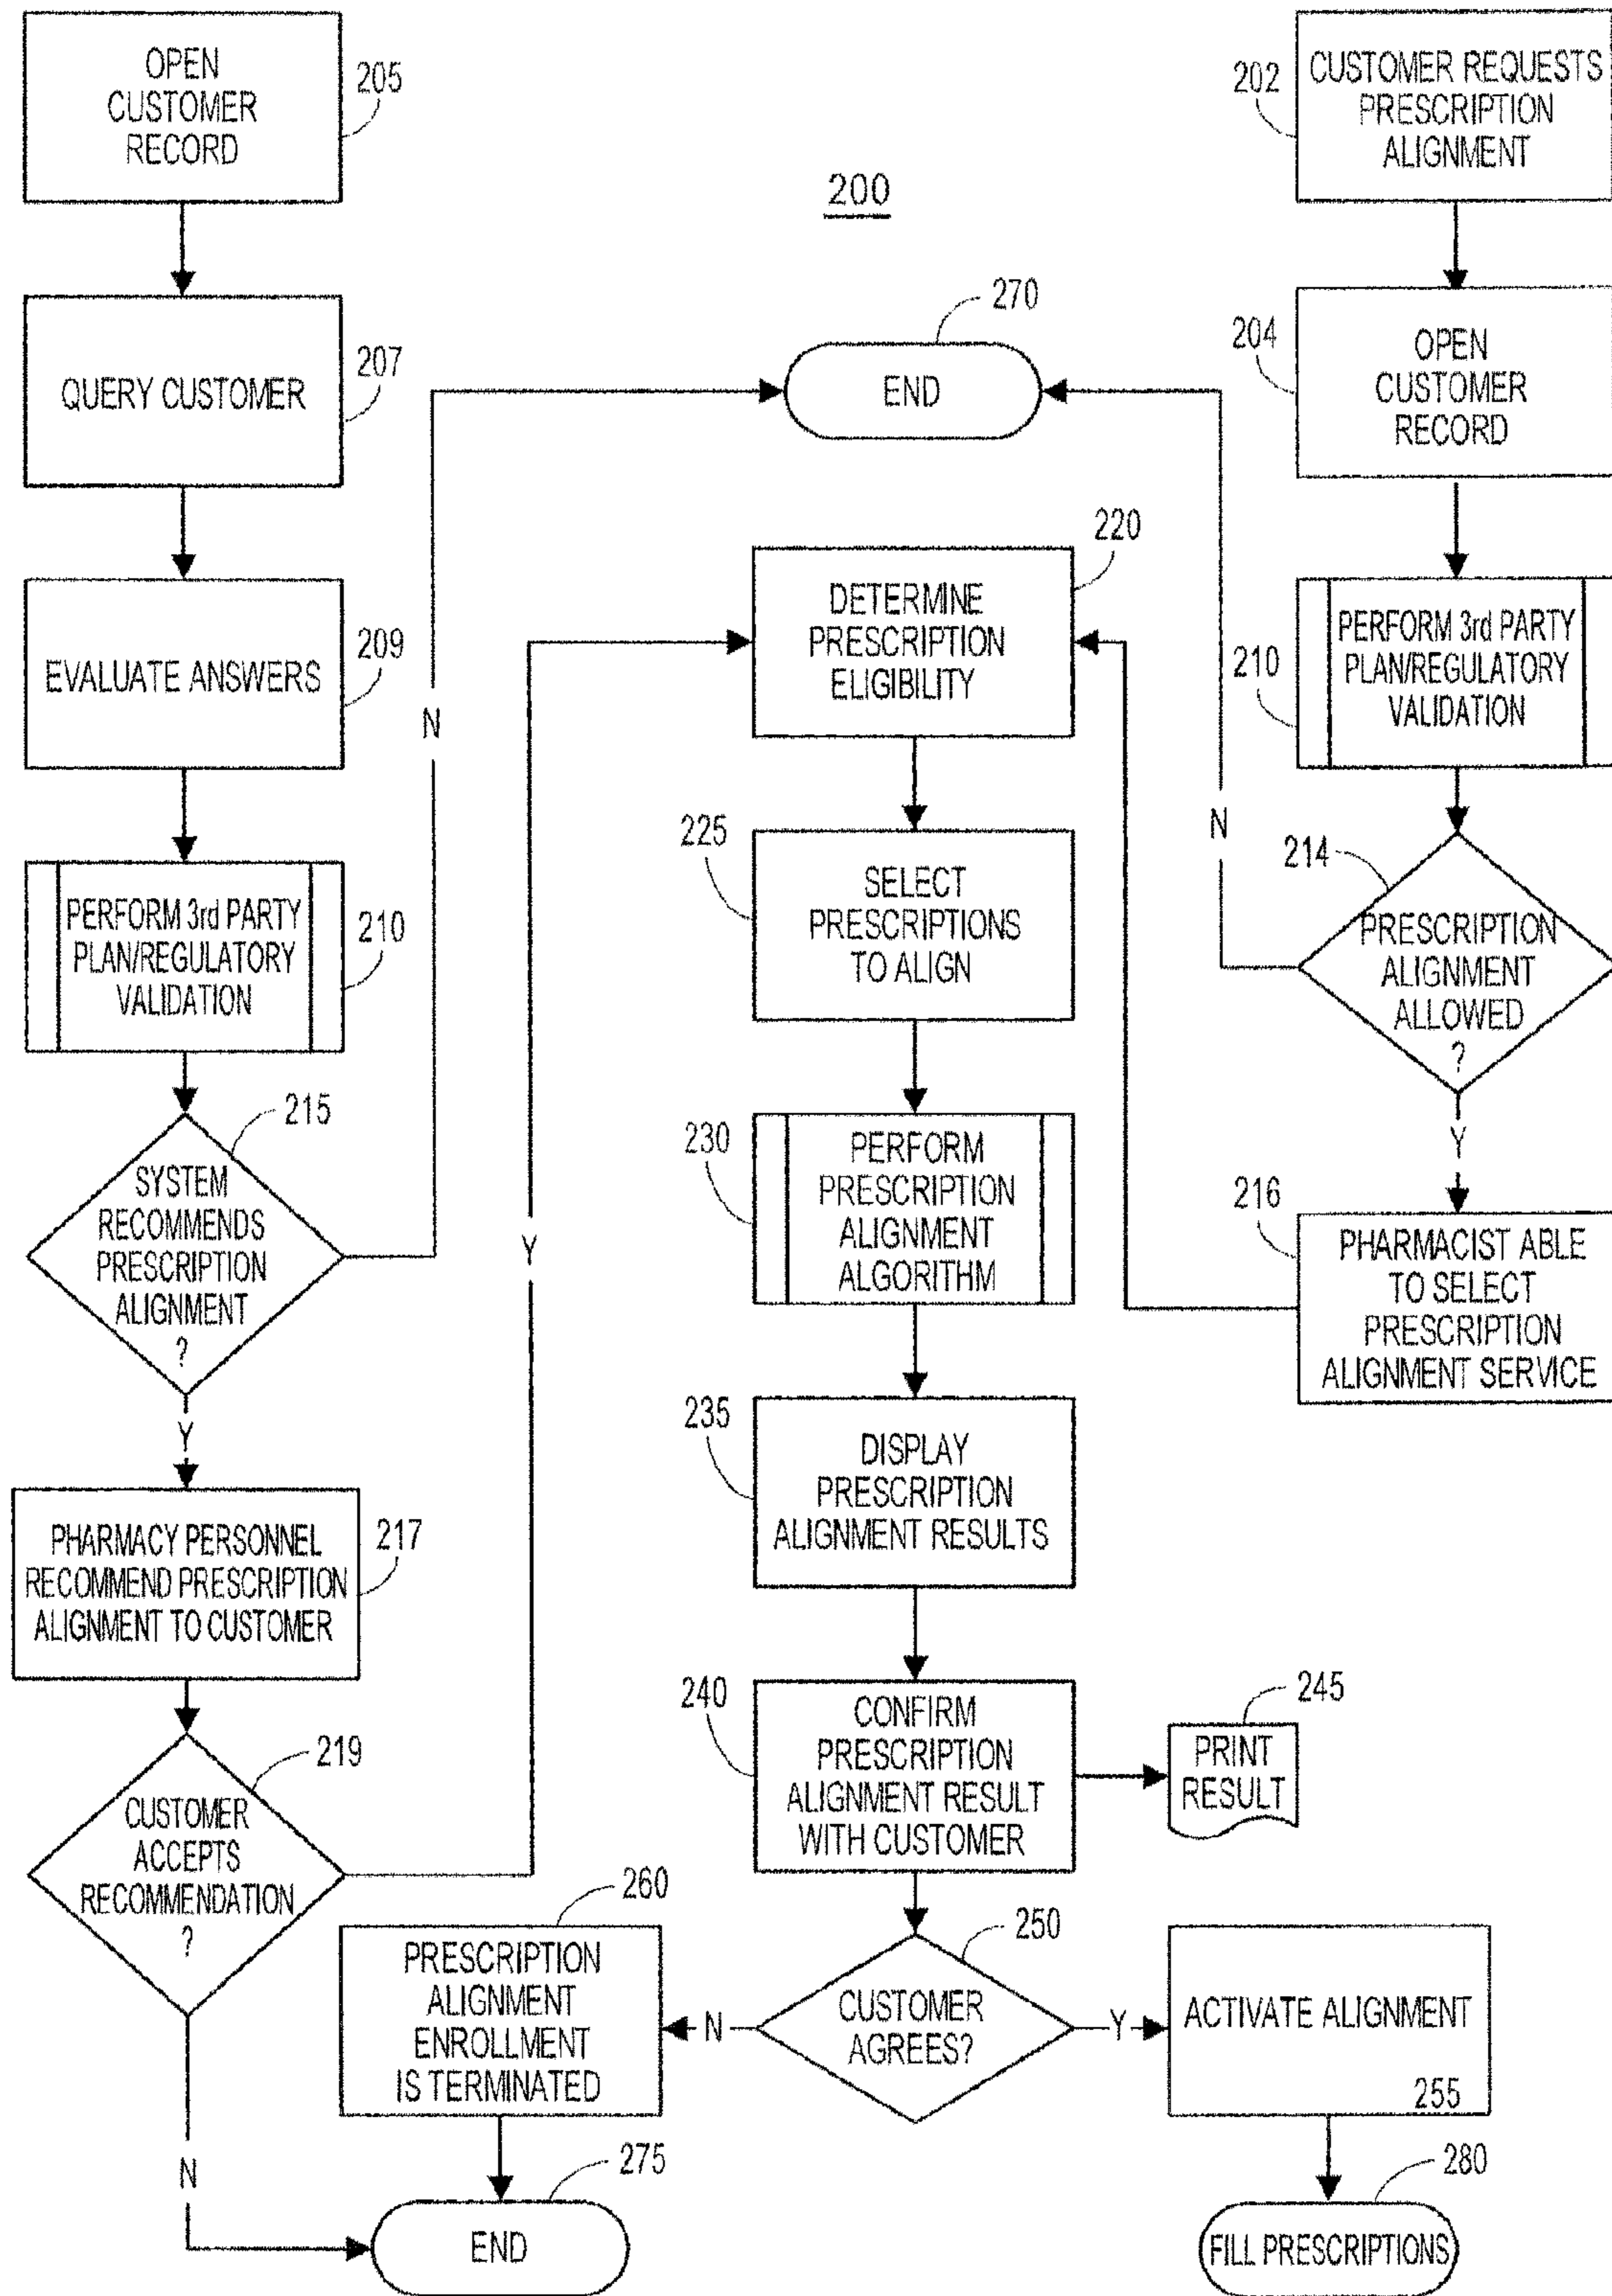 OPEN
CUSTOMER
RECORD
205
QUERY CUSTOMER
207
EVALUATE ANSWERS
209
PERFORM 3rd PARTY
PLAN/REGULATORY
VALIDATION
210
215
SYSTEM
RECOMMENDS
PRESCRIPTION
ALIGNMENT
?
N
Y
PHARMACY PERSONNEL
RECOMMEND PRESCRIPTION
ALIGNMENT TO CUSTOMER
217
219
CUSTOMER
ACCEPTS
RECOMMENDATION
?
Y
N
200
270
END
220
DETERMINE
PRESCRIPTION
ELIGIBILITY
225
SELECT
PRESCRIPTIONS
TO ALIGN
230
PERFORM
PRESCRIPTION
ALIGNMENT
ALGORITHM
235
DISPLAY
PRESCRIPTION
ALIGNMENT RESULTS
240
CONFIRM
PRESCRIPTION
ALIGNMENT RESULT
WITH CUSTOMER
245
PRINT
RESULT
250
CUSTOMER
AGREES?
N
Y
260
PRESCRIPTION
ALIGNMENT
ENROLLMENT
IS TERMINATED
275
END
ACTIVATE ALIGNMENT
255
280
FILL PRESCRIPTIONS
202
CUSTOMER REQUESTS
PRESCRIPTION
ALIGNMENT
204
OPEN
CUSTOMER
RECORD
210
PERFORM 3rd PARTY
PLAN/REGULATORY
VALIDATION
214
PRESCRIPTION
ALIGNMENT
ALLOWED
?
N
Y
216
PHARMACIST ABLE
TO SELECT
PRESCRIPTION
ALIGNMENT SERVICE